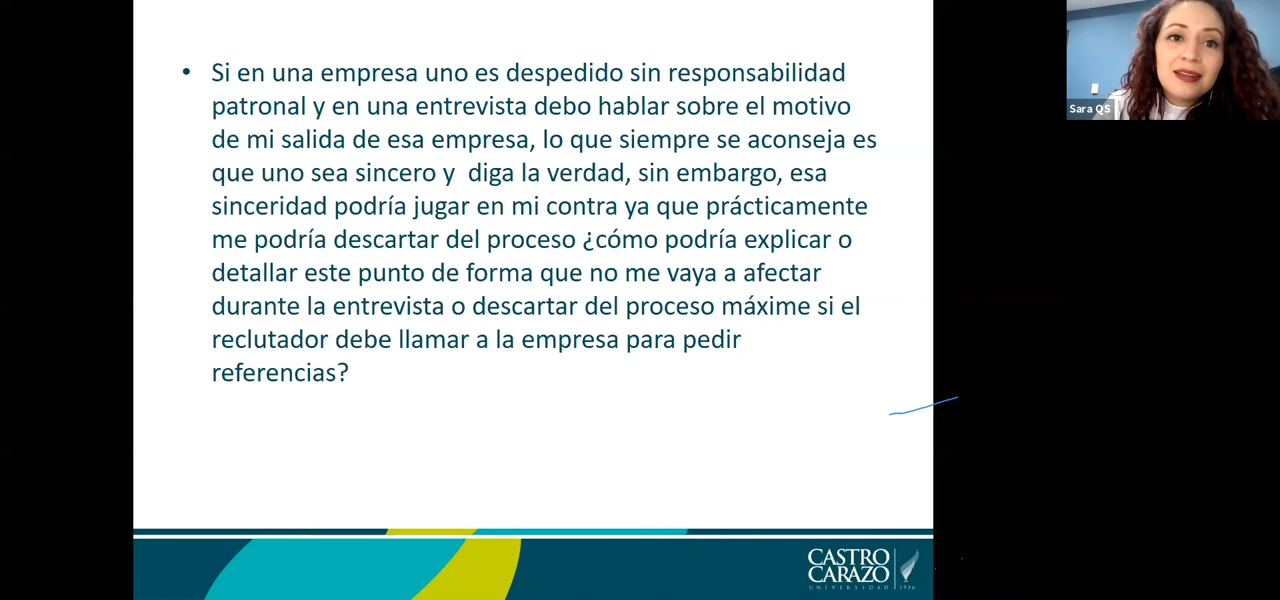 • Si en una empresa uno es despedido sin responsabilidad
patronal y en una entrevista debo hablar sobre el motivo
de mi salida de esa empresa, lo que siempre se aconseja es
que uno sea sincero y  diga la verdad, sin embargo, esa
sinceridad podría jugar en mi contra ya que prácticamente
me podría descartar del proceso ¿cómo podría explicar o
detallar este punto de forma que no me vaya a afectar
durante la entrevista o descartar del proceso máxime si el
reclutador debe llamar a la empresa para pedir
referencias?
Sara QS
CASTRO
CARAZO
UNIVERSIDAD 1936